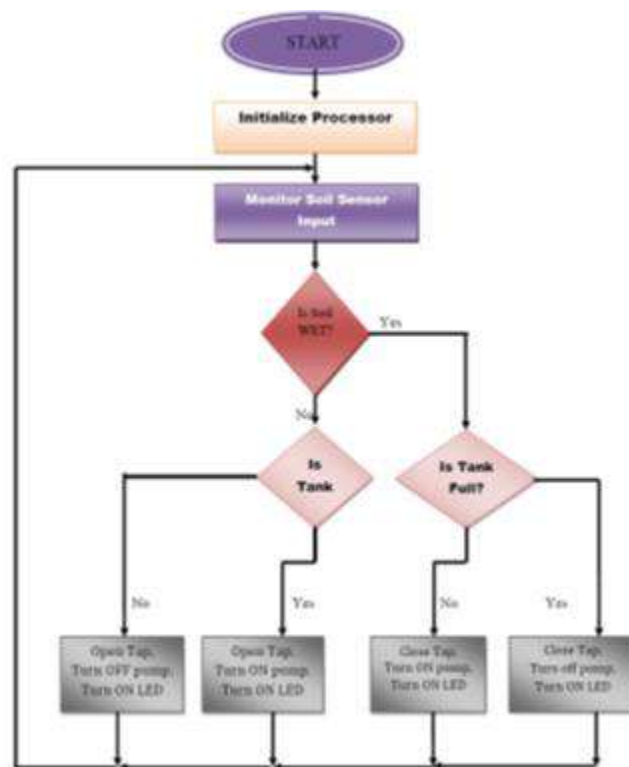 START
Initialize Processor
Monitor Soil Sensor
Input
Is Soil
WET?
Yes
No
Is
Tank
Is Tank
Full?
No
Yes
No
Yes
Open Tap,
Turn OFF pump,
Turn ON LED
Open Tap,
Turn ON pump,
Turn ON LED
Close Tap,
Turn ON pump,
Turn ON LED
Close Tap,
Turn off pump,
Turn ON LED